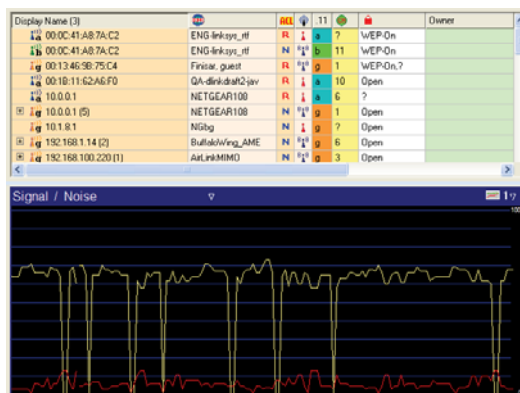 Display Name (3) SSID ACL .11 Owner
00:0C:41:A8:7A:C2 ENG-linksys_rtf R a ? WEP-On
00:0C:41:A8:7A:C2 ENG-linksys_rtf N b 11 WEP-On
g 00:13:46:9B:75:C4 Finisar, guest R g 1 WEP-On,?
a 00:1B:11:62:A6:F0 QA-dlinkdraft2-jav R a 10 Open
a 10.0.0.1 NETGEAR108 R a 6 ?
g 10.0.0.1 (5) NETGEAR108 N g 1 Open
g 10.1.8.1 NGbg N g ? Open
g 192.168.1.14 (2) BuffaloWing_AME N g 6 Open
g 192.168.100.220 (1) AirLinkMIMO N g 3 Open
Signal / Noise
100